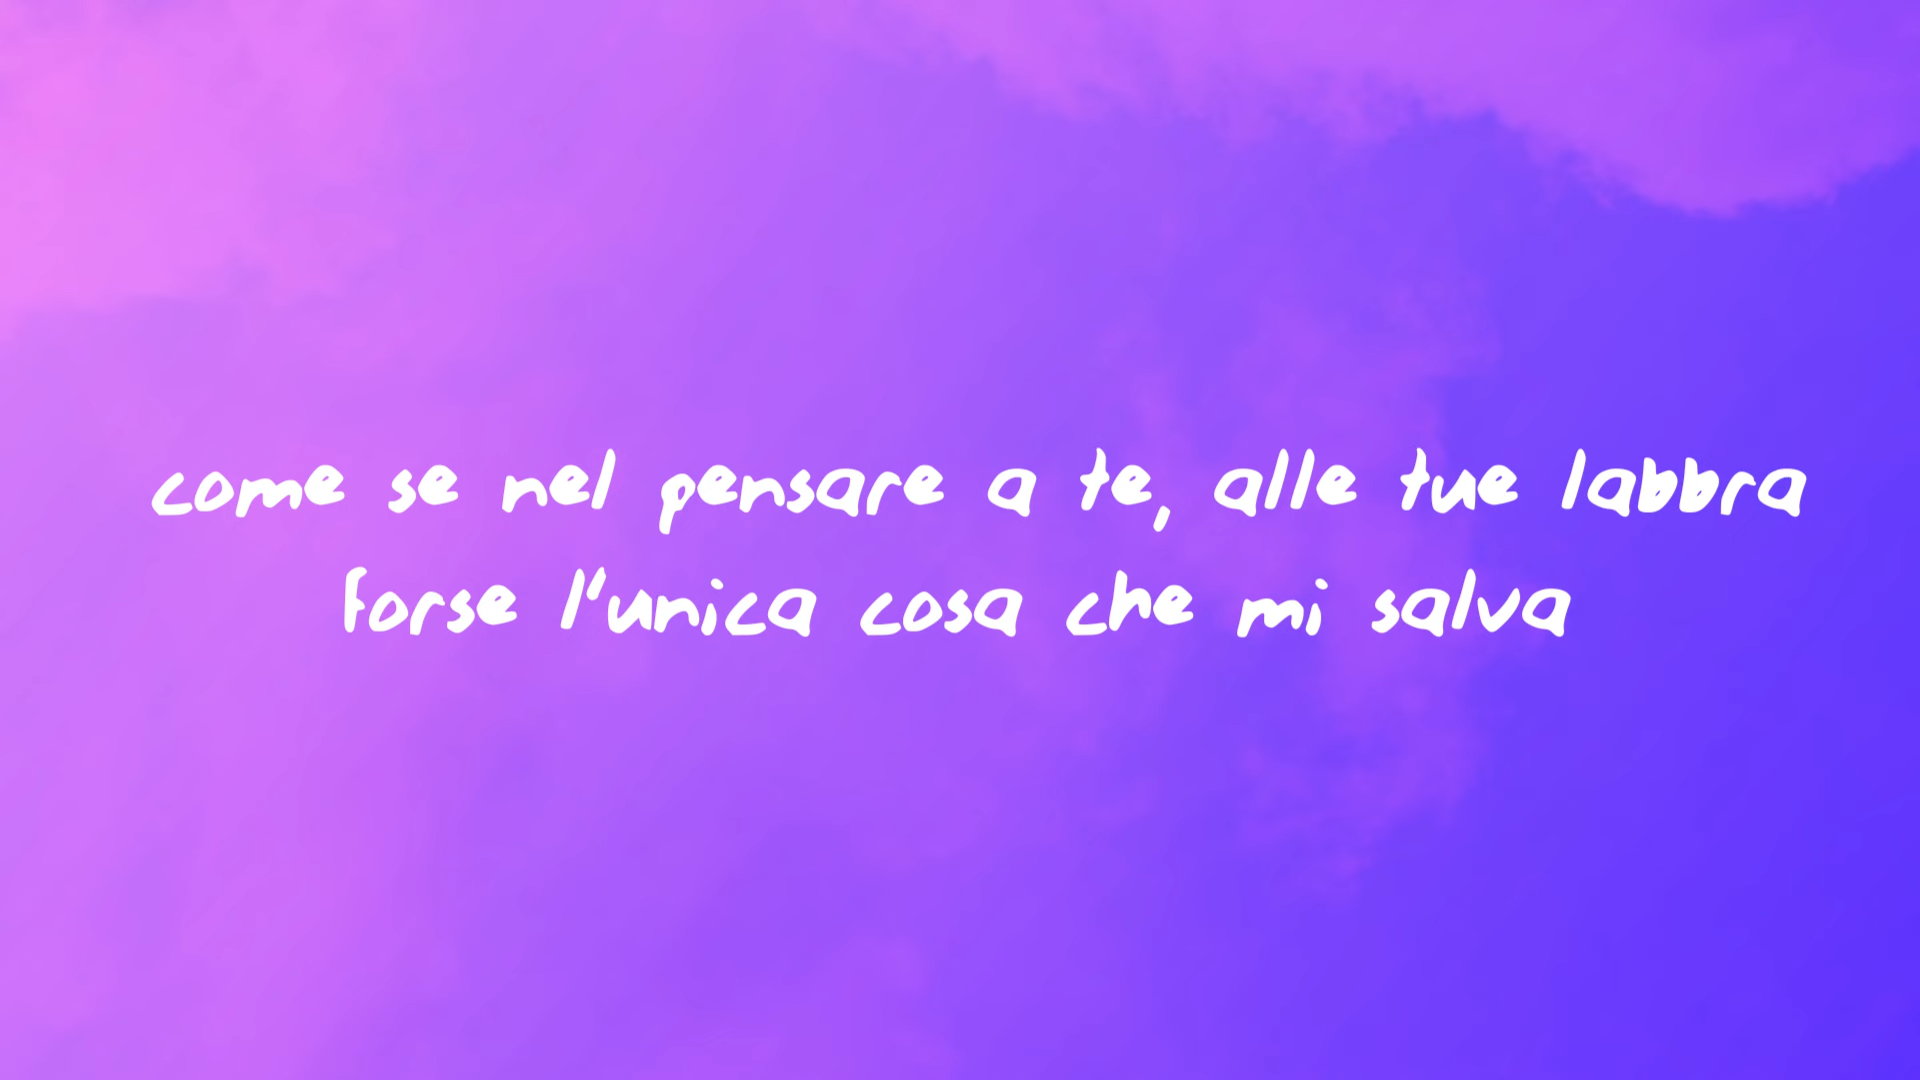 come se nel pensare a te, alle tue labbra
forse l'unica cosa che mi salva